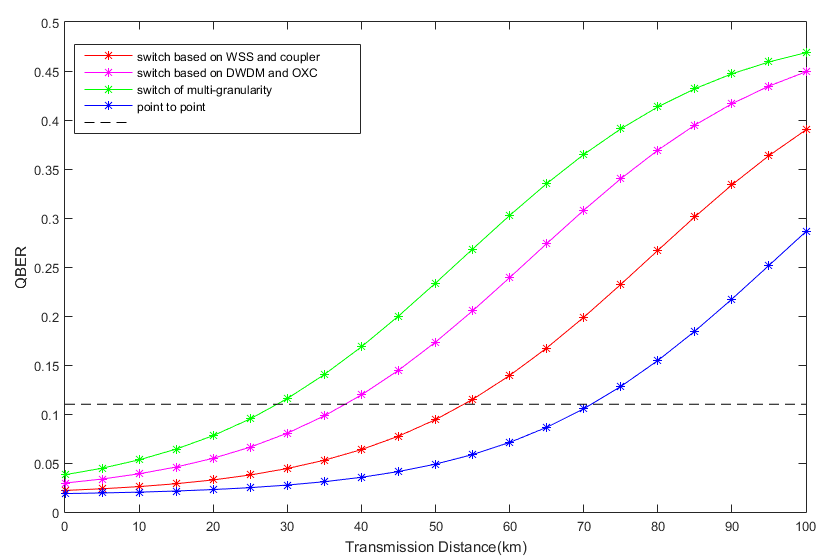 0.5
0.45
0.4
0.35
0.3
0.25
0.2
0.15
0.1
0.05
0
QBER
switch based on WSS and coupler
switch based on DWDM and OXC
switch of multi-granularity
point to point
0 10 20 30 40 50 60 70 80 90 100
Transmission Distance(km)